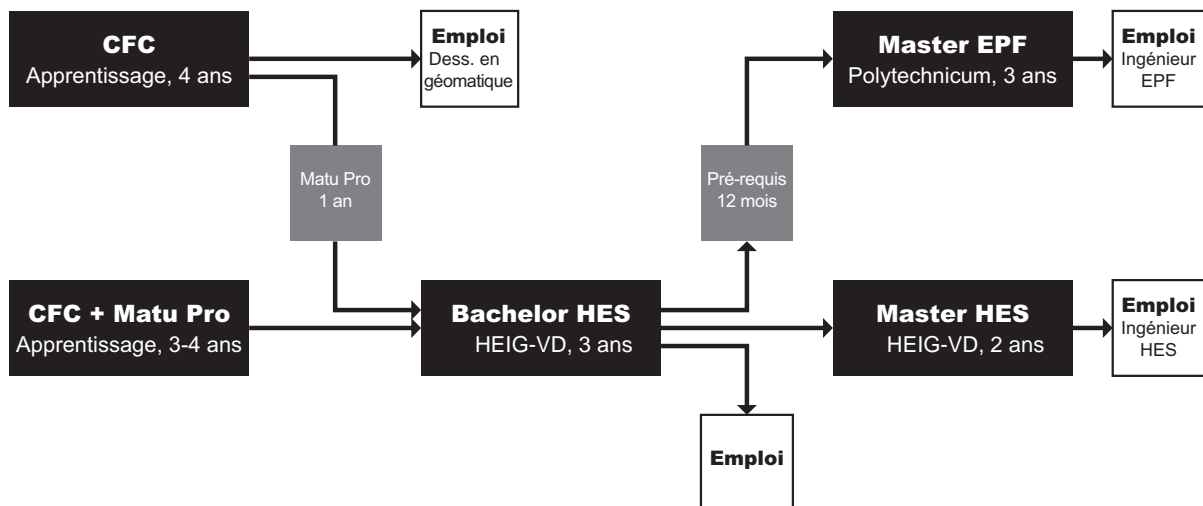 CFC
Apprentissage, 4 ans
Emploi
Dess. en
géomatique
Master EPF
Polytechnicum, 3 ans
Emploi
Ingénieur
EPF
Matu Pro
1 an
Pré-requis
12 mois
CFC + Matu Pro
Apprentissage, 3-4 ans
Bachelor HES
HEIG-VD, 3 ans
Master HES
HEIG-VD, 2 ans
Emploi
Ingénieur
HES
Emploi